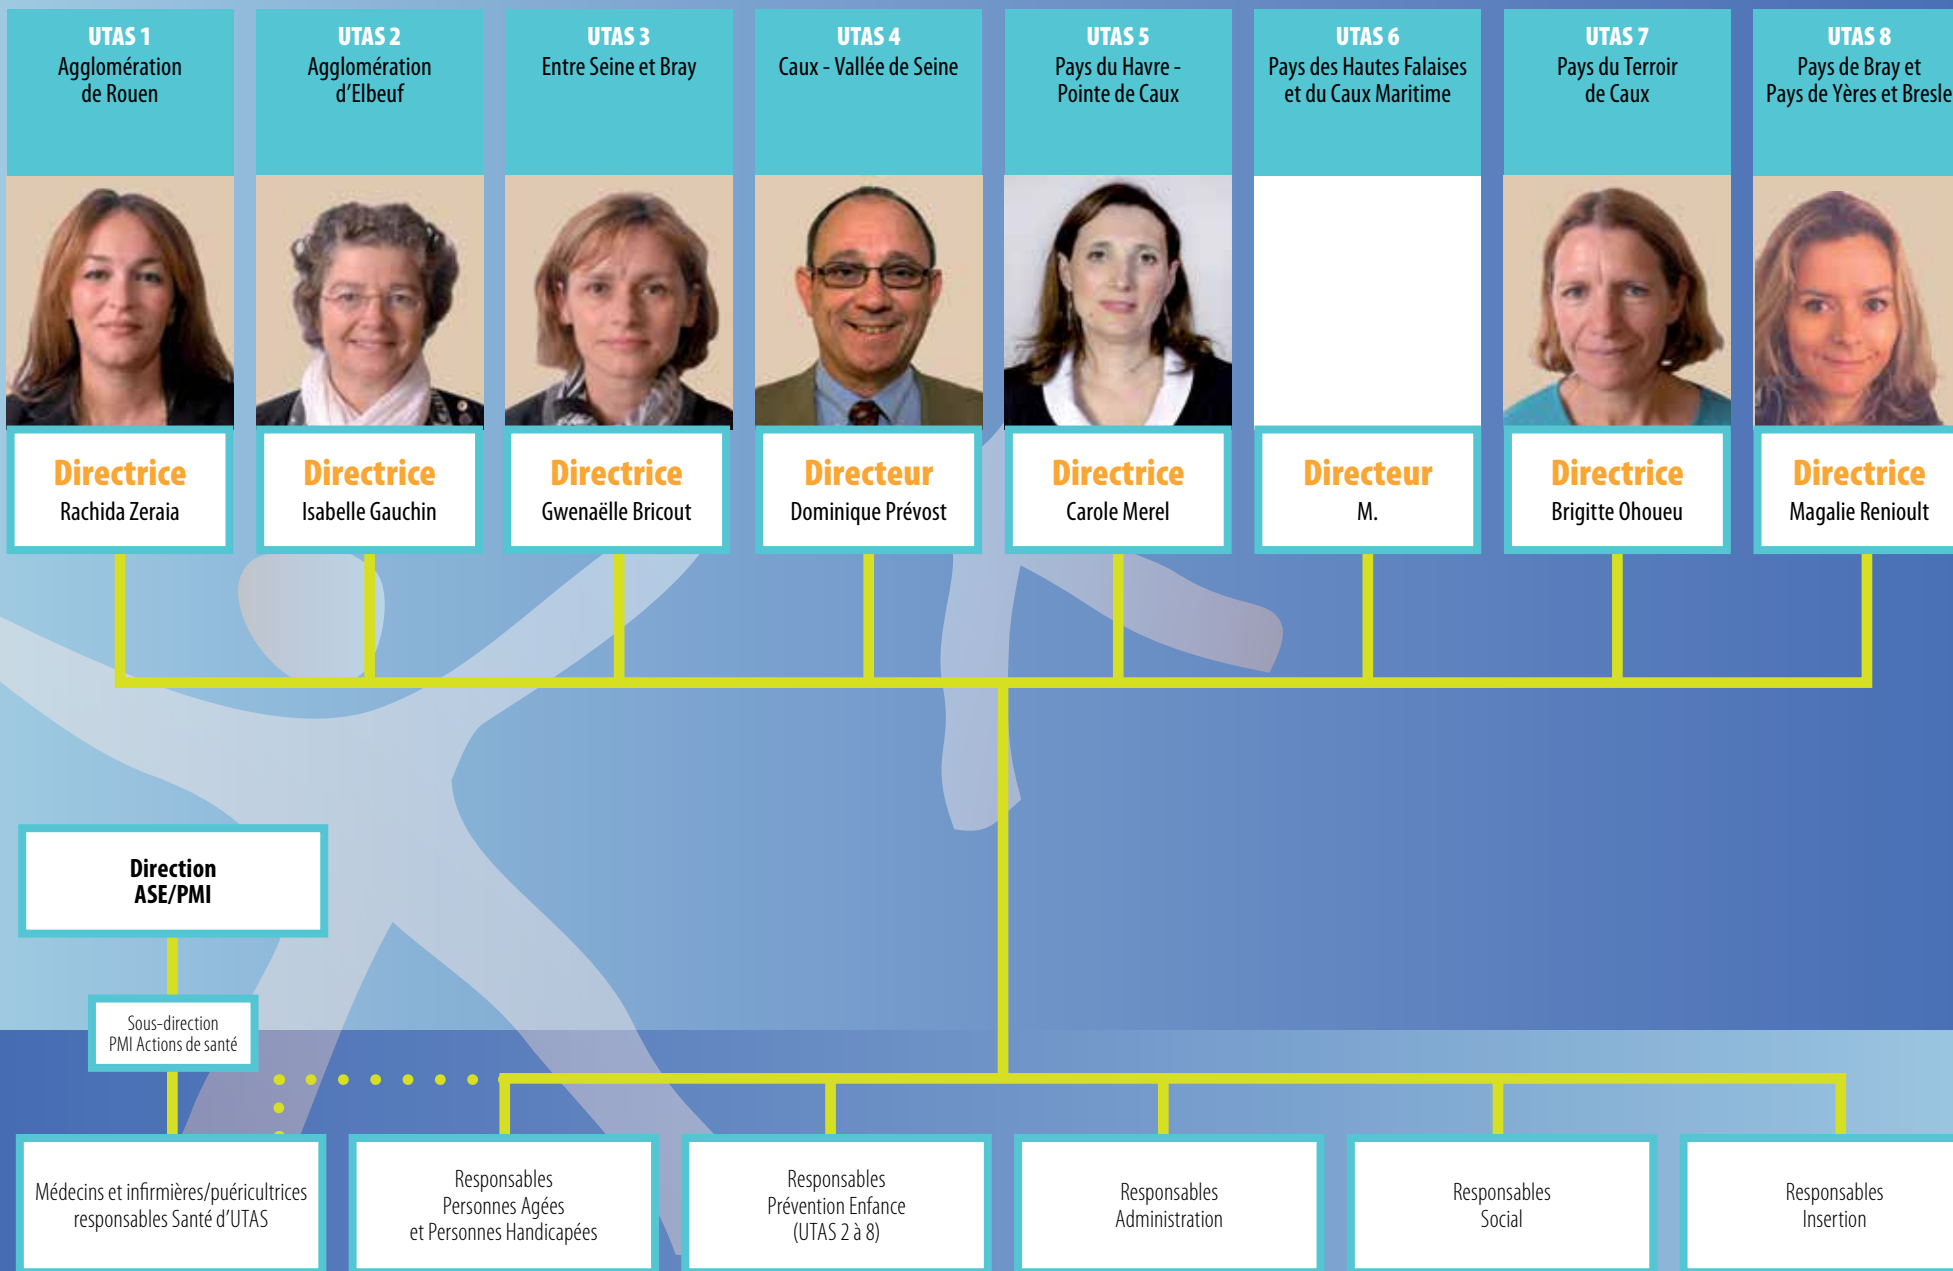 UTAS 1
Agglomération
de Rouen
UTAS 2
Agglomération
d'Elbeuf
UTAS 3
Entre Seine et Bray
UTAS 4
Caux - Vallée de Seine
UTAS 5
Pays du Havre -
Pointe de Caux
UTAS 6
Pays des Hautes Falaises
et du Caux Maritime
UTAS 7
Pays du Terroir
de Caux
UTAS 8
Pays de Bray et
Pays de Yères et Bresle
Directrice
Rachida Zeraia
Directrice
Isabelle Gauchin
Directrice
Gwenaëlle Bricout
Directeur
Dominique Prévost
Directrice
Carole Merel
Directeur
M.
Directrice
Brigitte Ohoueu
Directrice
Magalie Renioult
Direction
ASE/PMI
Sous-direction
PMI Actions de santé
Médecins et infirmières/puéricultrices
responsables Santé d'UTAS
Responsables
Personnes Agées
et Personnes Handicapées
Responsables
Prévention Enfance
(UTAS 2 à 8)
Responsables
Administration
Responsables
Social
Responsables
Insertion